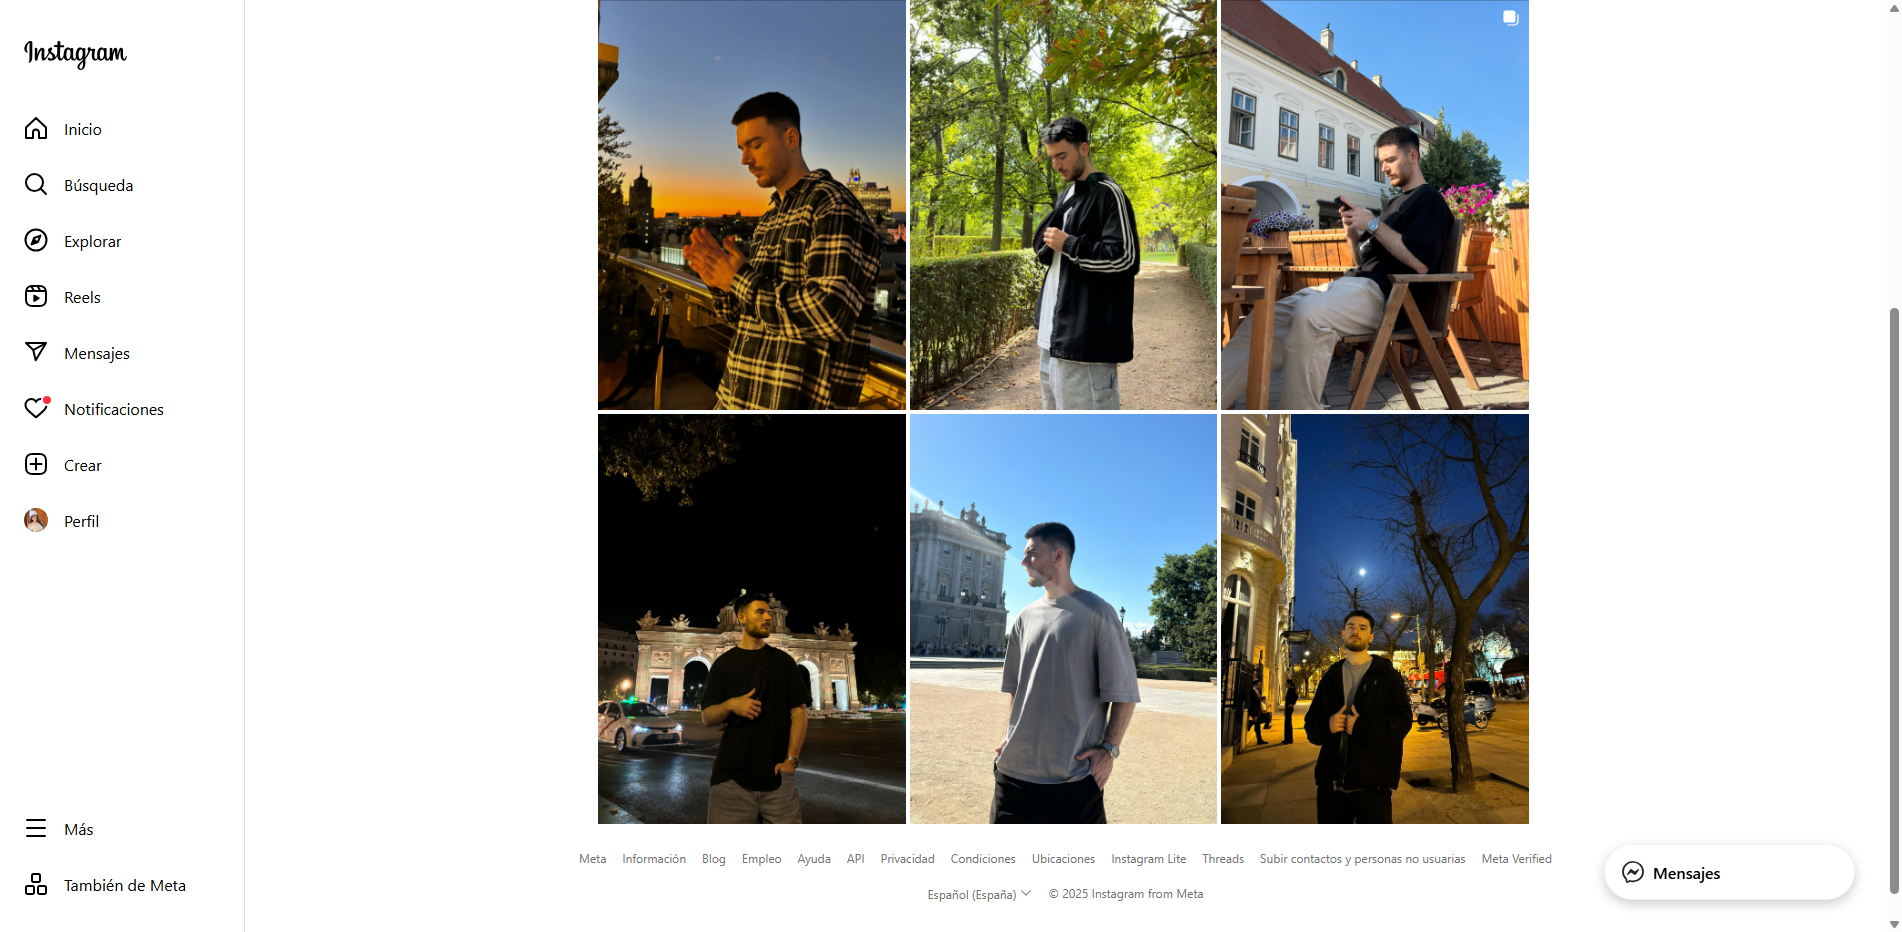 Instagram
Inicio
Búsqueda
Explorar
Reels
Mensajes
Notificaciones
Crear
Perfil
Más
También de Meta
Meta Información Blog Empleo Ayuda API Privacidad Condiciones Ubicaciones Instagram Lite Threads Subir contactos y personas no usuarias Meta Verified
Español (España) © 2025 Instagram from Meta
Mensajes